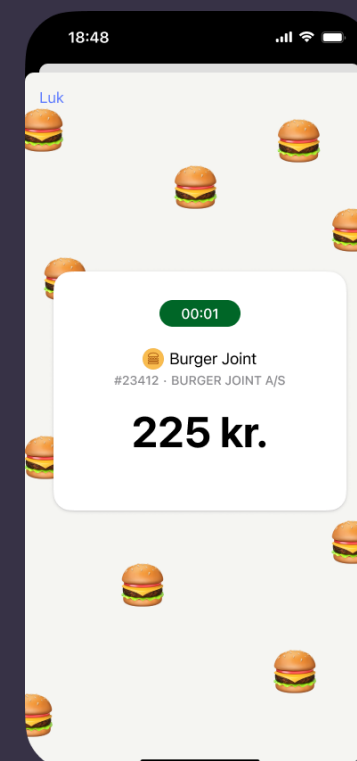 18:48
Luk
00:01
Burger Joint
#23412 · BURGER JOINT A/S
225 kr.